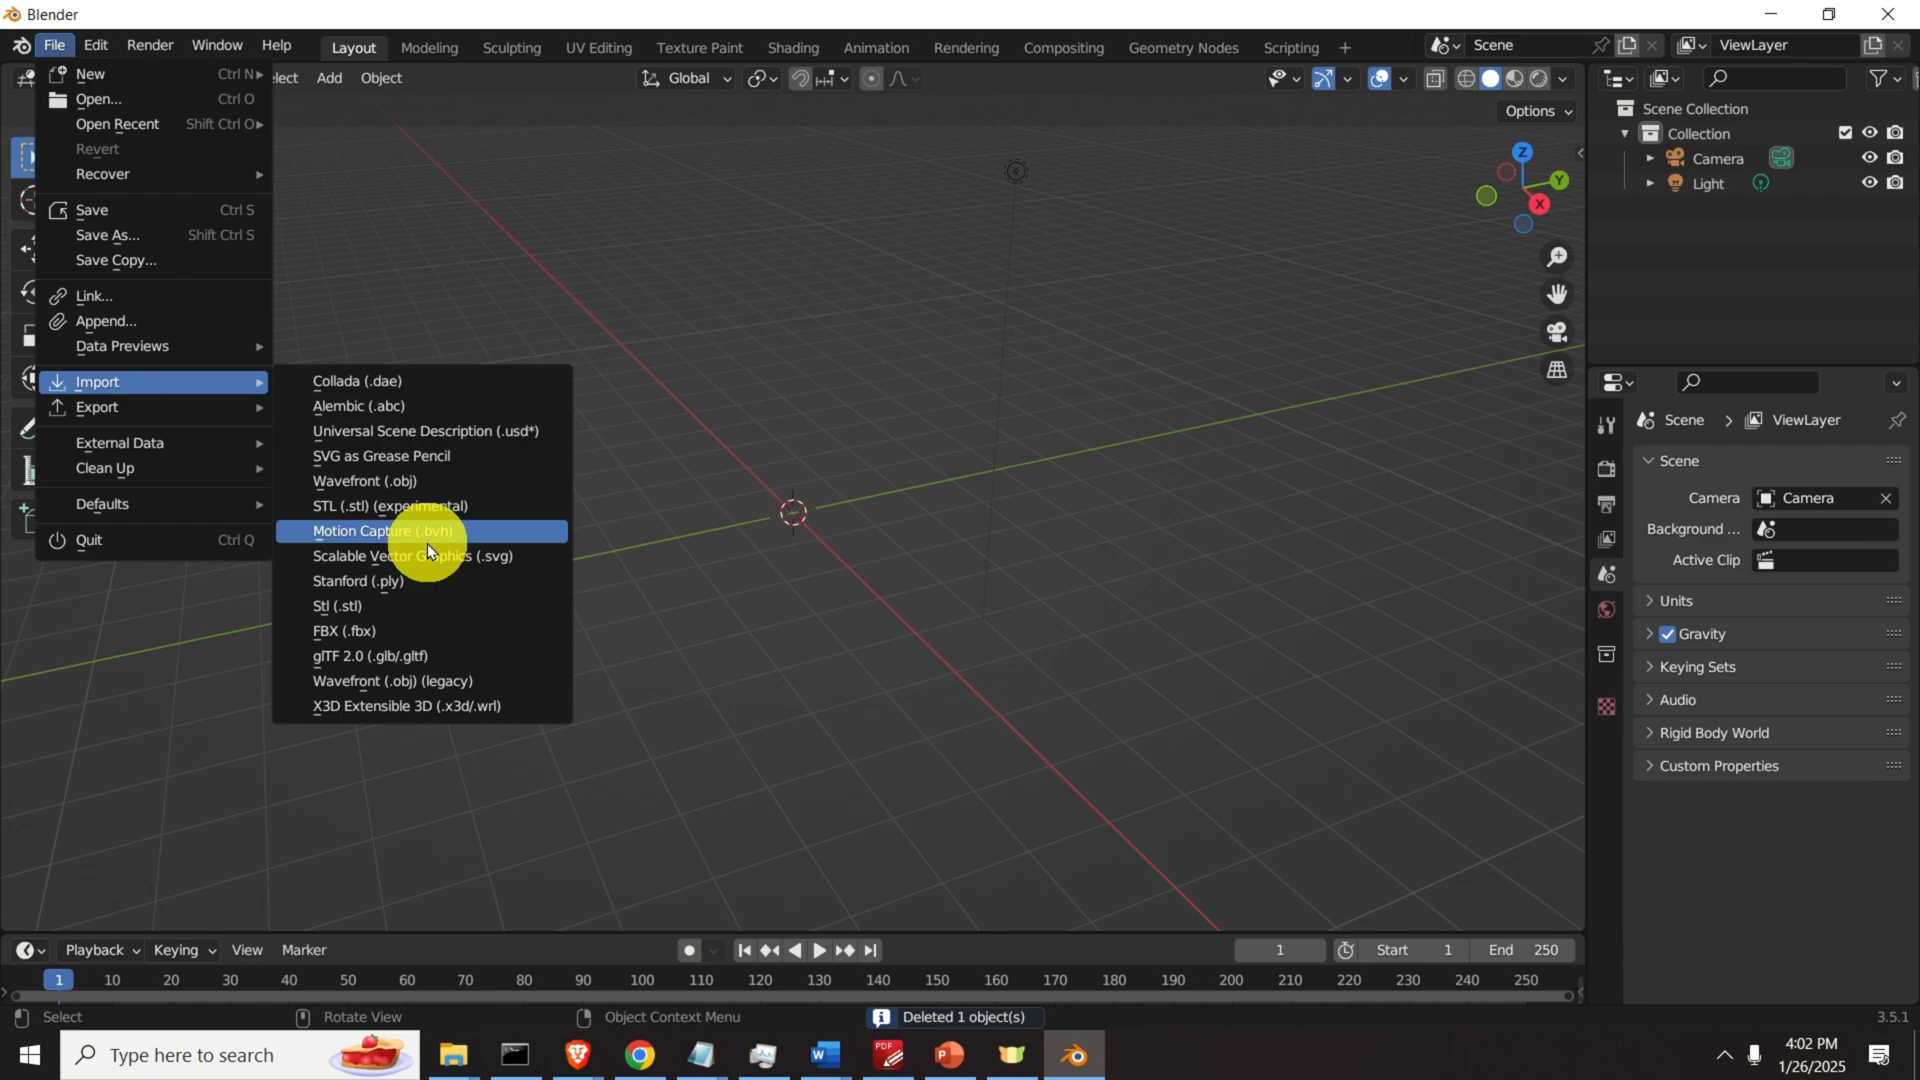 Blender
File Edit Render Window Help Layout Modeling Sculpting UV Editing Texture Paint Shading Animation Rendering Compositing Geometry Nodes Scripting + Scene ViewLayer
lect Add Object Global
Options
New Ctrl N
Open... Ctrl O
Open Recent Shift Ctrl O
Revert
Recover
Save Ctrl S
Save As... Shift Ctrl S
Save Copy...
Link...
Append...
Data Previews
Import
Export
External Data
Clean Up
Defaults
Quit Ctrl Q
Collada (.dae)
Alembic (.abc)
Universal Scene Description (.usd*)
SVG as Grease Pencil
Wavefront (.obj)
STL (.stl) (experimental)
Motion Capture (.bvh)
Scalable Vector Graphics (.svg)
Stanford (.ply)
Stl (.stl)
FBX (.fbx)
glTF 2.0 (.glb/.gltf)
Wavefront (.obj) (legacy)
X3D Extensible 3D (.x3d/.wrl)
Z
Y
X
Scene Collection
Collection
Camera
Light
Scene > ViewLayer
Scene
Camera Camera
Background ...
Active Clip
Units
Gravity
Keying Sets
Audio
Rigid Body World
Custom Properties
Playback Keying View Marker 1 Start 1 End 250
1 10 20 30 40 50 60 70 80 90 100 110 120 130 140 150 160 170 180 190 200 210 220 230 240 250
Select Rotate View Object Context Menu Deleted 1 object(s) 3.5.1
Type here to search
PDF
W
P
4:02 PM
1/26/2025